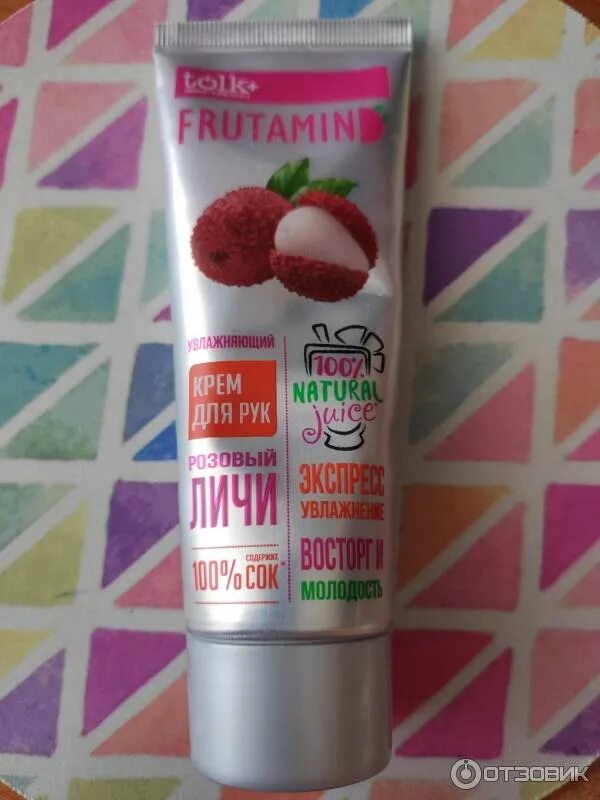 tolk+
FRUTAMIN
УВЛАЖНЯЮЩИЙ
КРЕМ
ДЛЯ РУК
РОЗОВЫЙ
ЛИЧИ
СОДЕРЖИТ
100% СОК*
100%
NATURAL
juice*
ЭКСПРЕСС
УВЛАЖНЕНИЕ
ВОСТОРГ И
МОЛОДОСТЬ
ОТЗОВИК